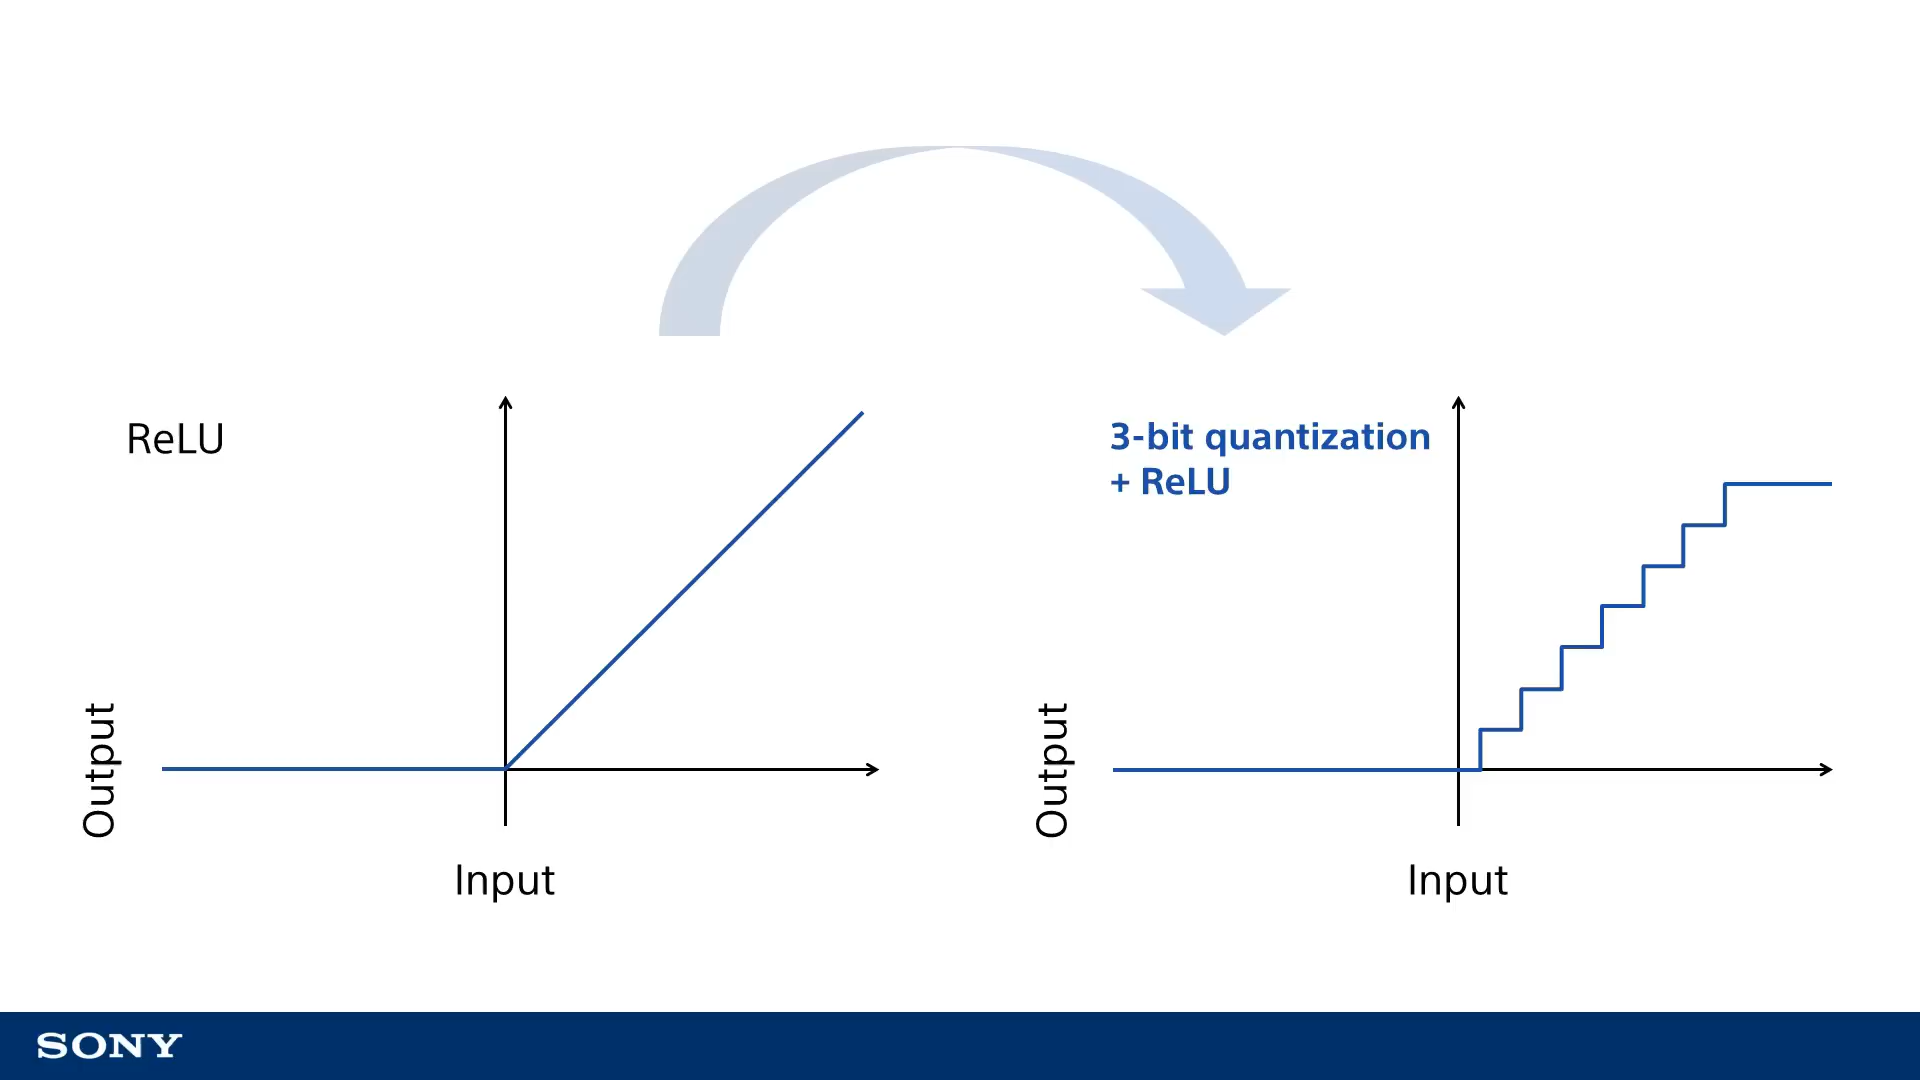 ReLU
Output
Input
3-bit quantization
+ ReLU
Output
Input
SONY